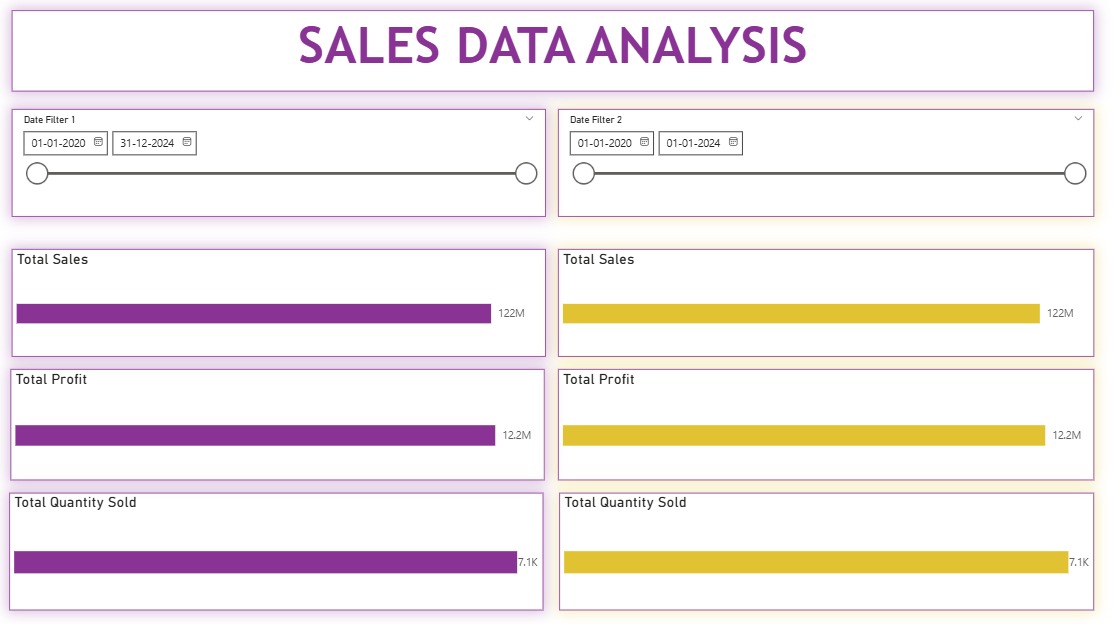 SALES DATA ANALYSIS
Date Filter 1
01-01-2020 31-12-2024
Date Filter 2
01-01-2020 01-01-2024
Total Sales
122M
Total Sales
122M
Total Profit
12.2M
Total Profit
12.2M
Total Quantity Sold
7.1K
Total Quantity Sold
7.1K